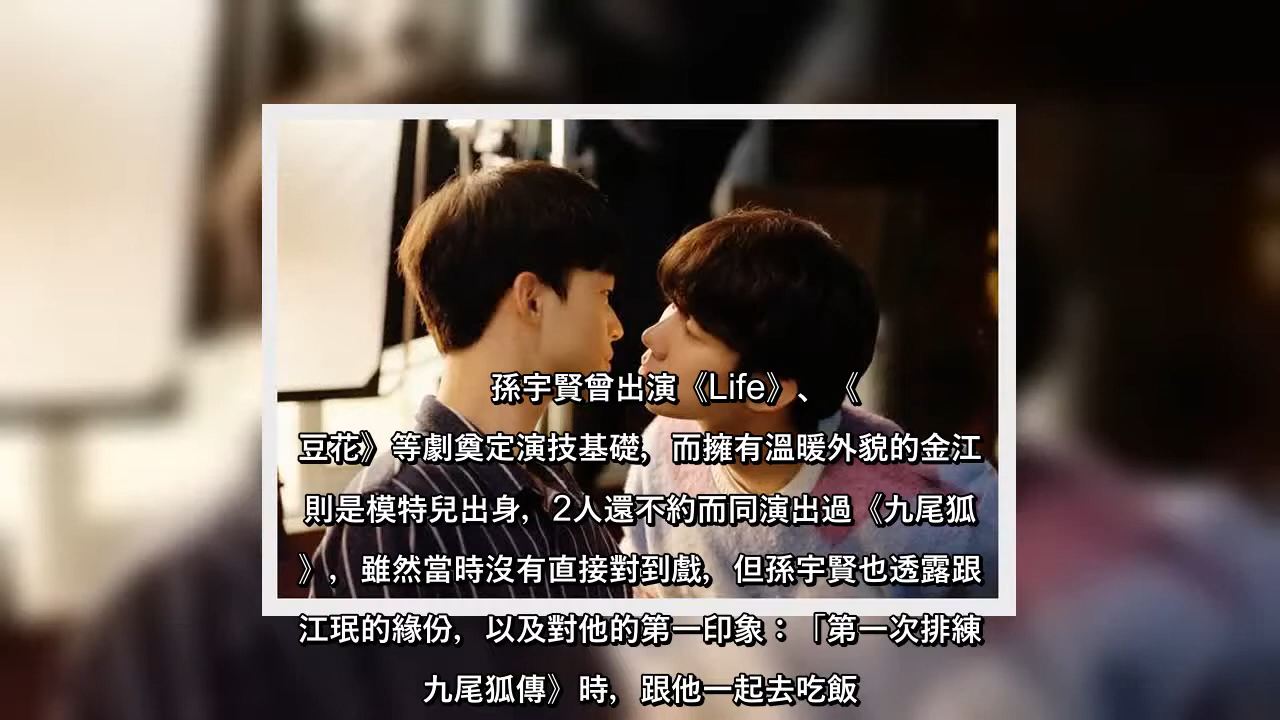 孫宇賢曾出演《Life》、《
豆花》等劇奠定演技基礎，而擁有溫暖外貌的金江
則是模特兒出身，2人還不約而同演出過《九尾狐
》，雖然當時沒有直接對到戲，但孫宇賢也透露跟
江珉的緣份，以及對他的第一印象：「第一次排練
九尾狐傳》時，跟他一起去吃飯